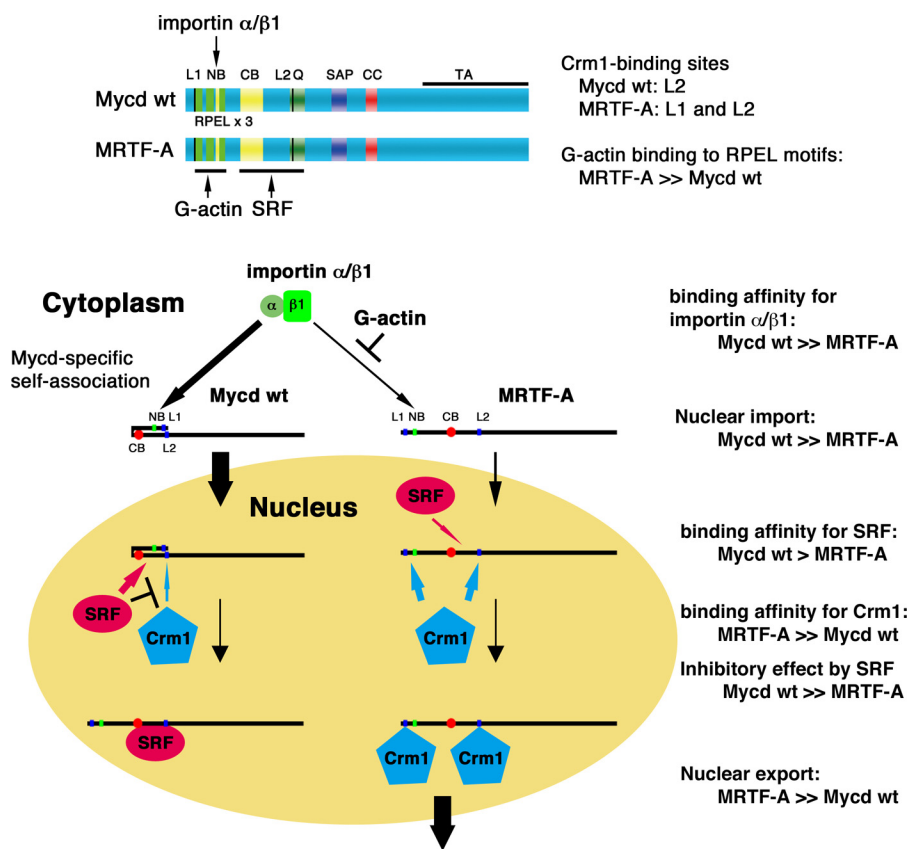 importin α/β1
L1 NB CB L2 Q SAP CC TA
Mycd wt
RPEL x 3
MRTF-A
G-actin SRF
Crm1-binding sites
Mycd wt: L2
MRTF-A: L1 and L2
G-actin binding to RPEL motifs:
MRTF-A >> Mycd wt
importin α/β1
Cytoplasm
α β1
G-actin
Mycd-specific
self-association
Mycd wt
MRTF-A
NB L1
CB L2
L1 NB CB L2
binding affinity for
importin α/β1:
Mycd wt >> MRTF-A
Nuclear import:
Mycd wt >> MRTF-A
Nucleus
SRF
SRF
Crm1
Crm1
binding affinity for SRF:
Mycd wt > MRTF-A
binding affinity for Crm1:
MRTF-A >> Mycd wt
Inhibitory effect by SRF
Mycd wt >> MRTF-A
SRF
Crm1
Crm1
Nuclear export:
MRTF-A >> Mycd wt